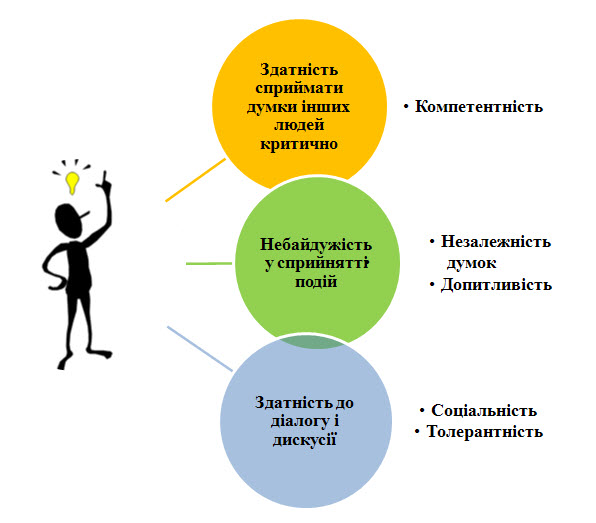 Здатність
сприймати
думки інших
людей
критично
• Компетентність
Небайдужість
у сприйнятті
подій
• Незалежність
думок
• Допитливість
Здатність до
діалогу і
дискусії
• Соціальність
• Толерантність